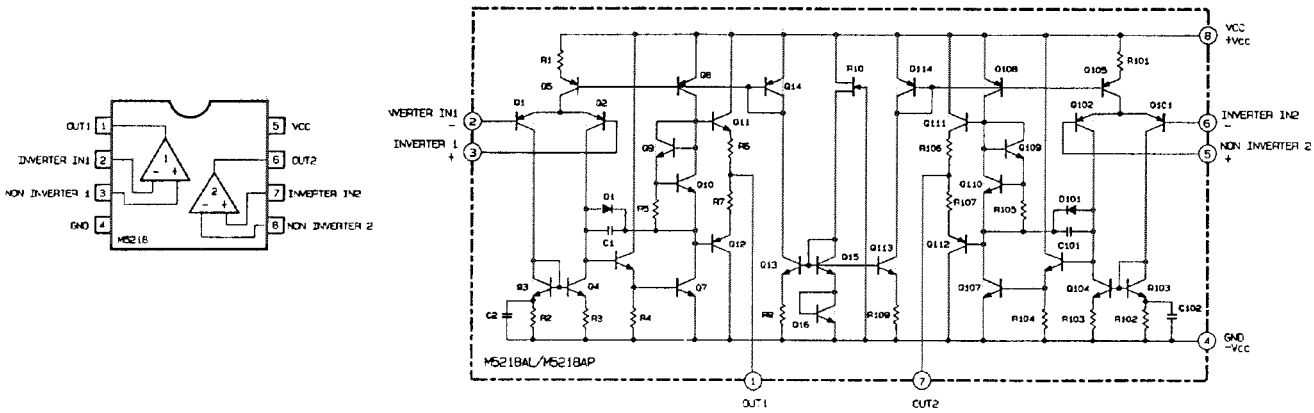 OUT1 1
INVERTER IN1 2
NON INVERTER 1 3
GND 4
1
- +
2
- +
M5218
5 VCC
6 OUT2
7 INVERTER IN2
6 NON INVERTER 2
VCC
8 +Vcc
R1
Q5
Q6
Q14
R10
Q114
Q108
Q105
R101
NVERTER IN1
- 2
INVERTER 1
+ 3
Q1
Q2
Q11
Q9
R6
Q10
R5
R7
D1
C1
Q12
Q111
R106
Q109
Q110
R107
R105
D101
C101
Q112
Q102
Q1C1
INVERTER IN2
6 -
NON INVERTER 2
5 +
Q3
Q4
Q7
Q13
Q15
Q113
Q107
Q104
Q103
C2
R2
R3
R4
R9
Q16
R109
R104
R103
R102
C102
M5218AL/M5218AP
GND
4 -Vcc
1
OUT1
7
CUT2